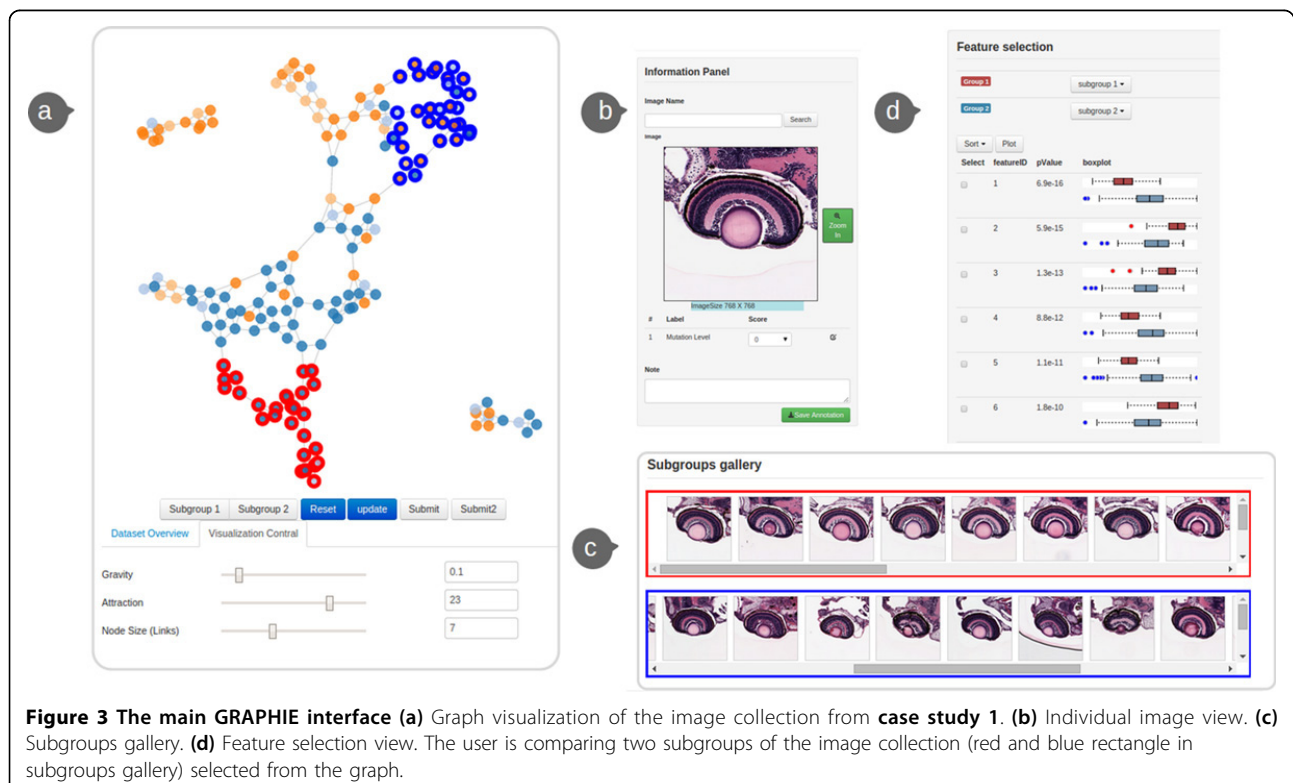 a
Subgroup 1 Subgroup 2 Reset update Submit Submit2
Dataset Overview Visualization Contral
Gravity 0.1
Attraction 23
Node Size (Links) 7
b
Information Panel
Image Name
Search
Image
Zoom
In
ImageSize 768 X 768
# Label Score
1 Mutation Level 0
Note
Save Annotation
d
Feature selection
Group 1 subgroup 1
Group 2 subgroup 2
Sort Plot
Select featureID pValue boxplot
1 6.9e-16
2 5.9e-15
3 1.3e-13
4 8.8e-12
5 1.1e-11
6 1.8e-10
c
Subgroups gallery
Figure 3 The main GRAPHIE interface (a) Graph visualization of the image collection from case study 1. (b) Individual image view. (c)
Subgroups gallery. (d) Feature selection view. The user is comparing two subgroups of the image collection (red and blue rectangle in
subgroups gallery) selected from the graph.